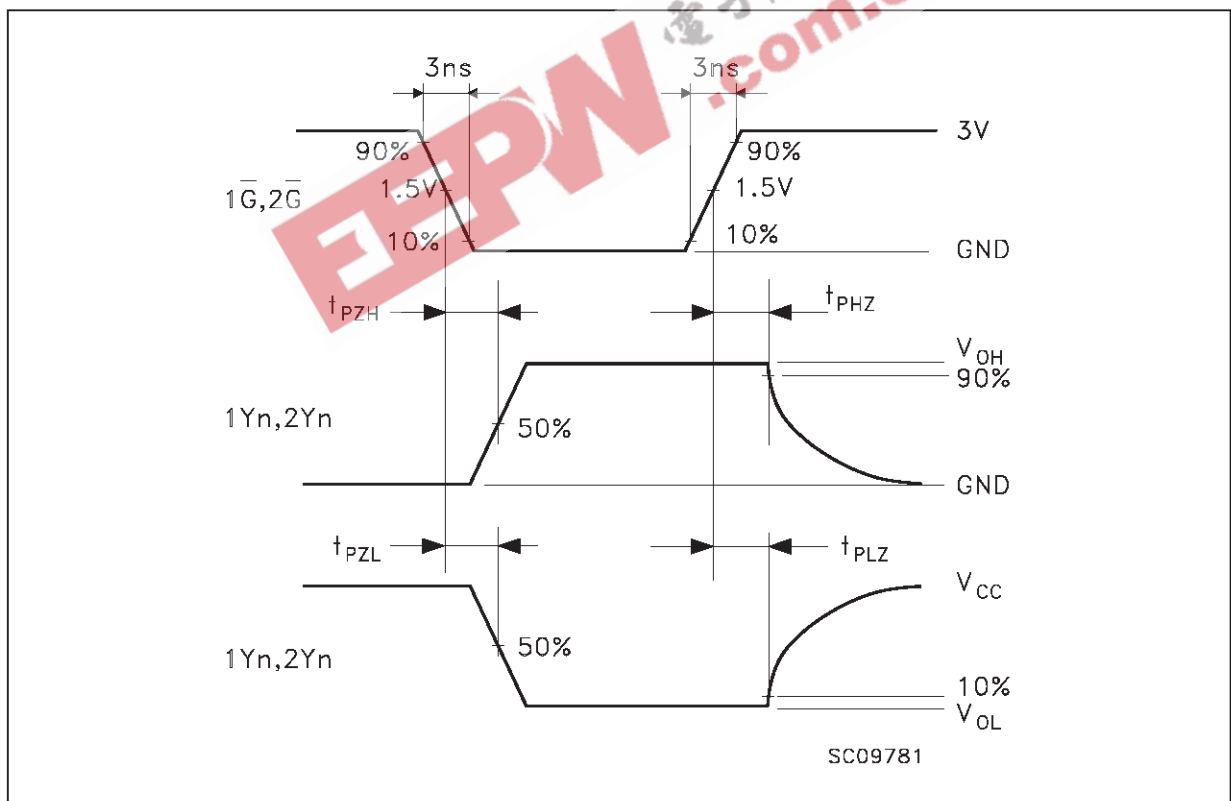 EEPW
.com.
3ns 3ns
3V
90% 90%
1G̅,2G̅ 1.5V 1.5V
10% 10%
GND
tPZH tPHZ
VOH
90%
1Yn,2Yn 50%
GND
tPZL tPLZ
VCC
1Yn,2Yn 50%
10%
VOL
SC09781